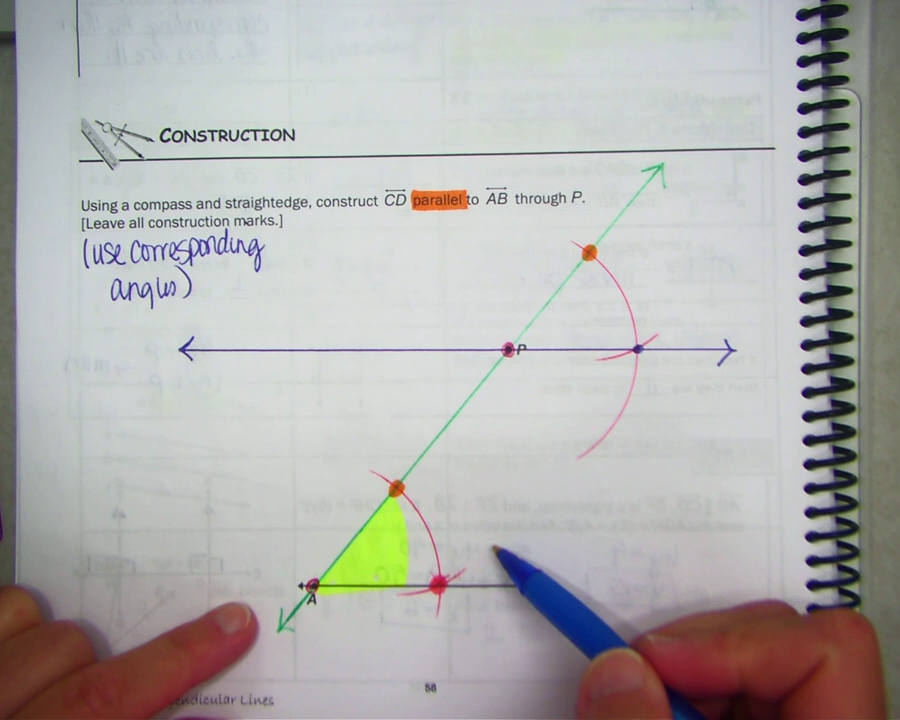 CONSTRUCTION
Using a compass and straightedge, construct CD parallel to AB through P.
[Leave all construction marks.]
(use corresponding
angles)
P
A
58
pendicular Lines